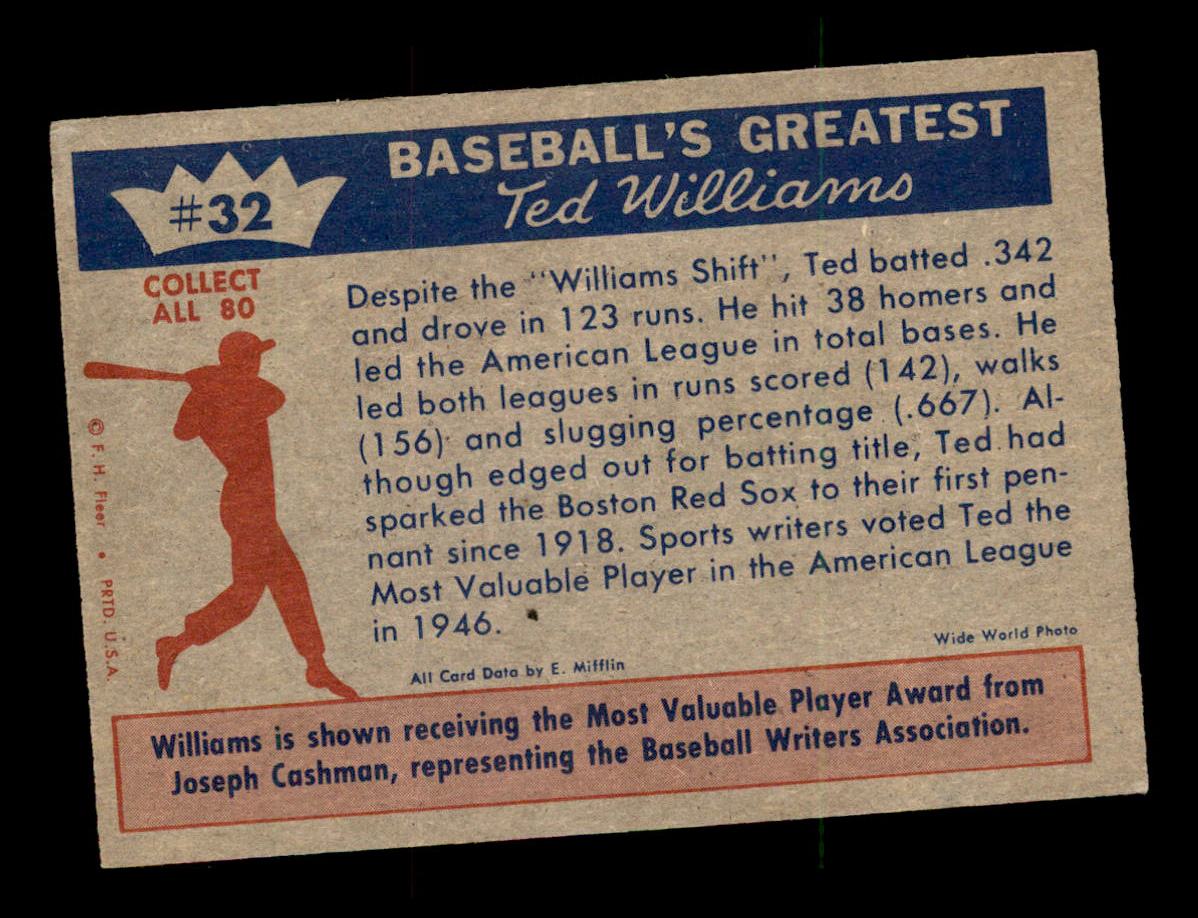 #32
BASEBALL'S GREATEST
Ted Williams
COLLECT
ALL 80
Despite the "Williams Shift", Ted batted .342
and drove in 123 runs. He hit 38 homers and
led the American League in total bases. He
led both leagues in runs scored (142), walks
(156) and slugging percentage (.667). Al-
though edged out for batting title, Ted had
sparked the Boston Red Sox to their first pen-
nant since 1918. Sports writers voted Ted the
Most Valuable Player in the American League
in 1946.
© F. H. Fleer • PRTD. U.S.A.
All Card Data by E. Mifflin
Wide World Photo
Williams is shown receiving the Most Valuable Player Award from
Joseph Cashman, representing the Baseball Writers Association.